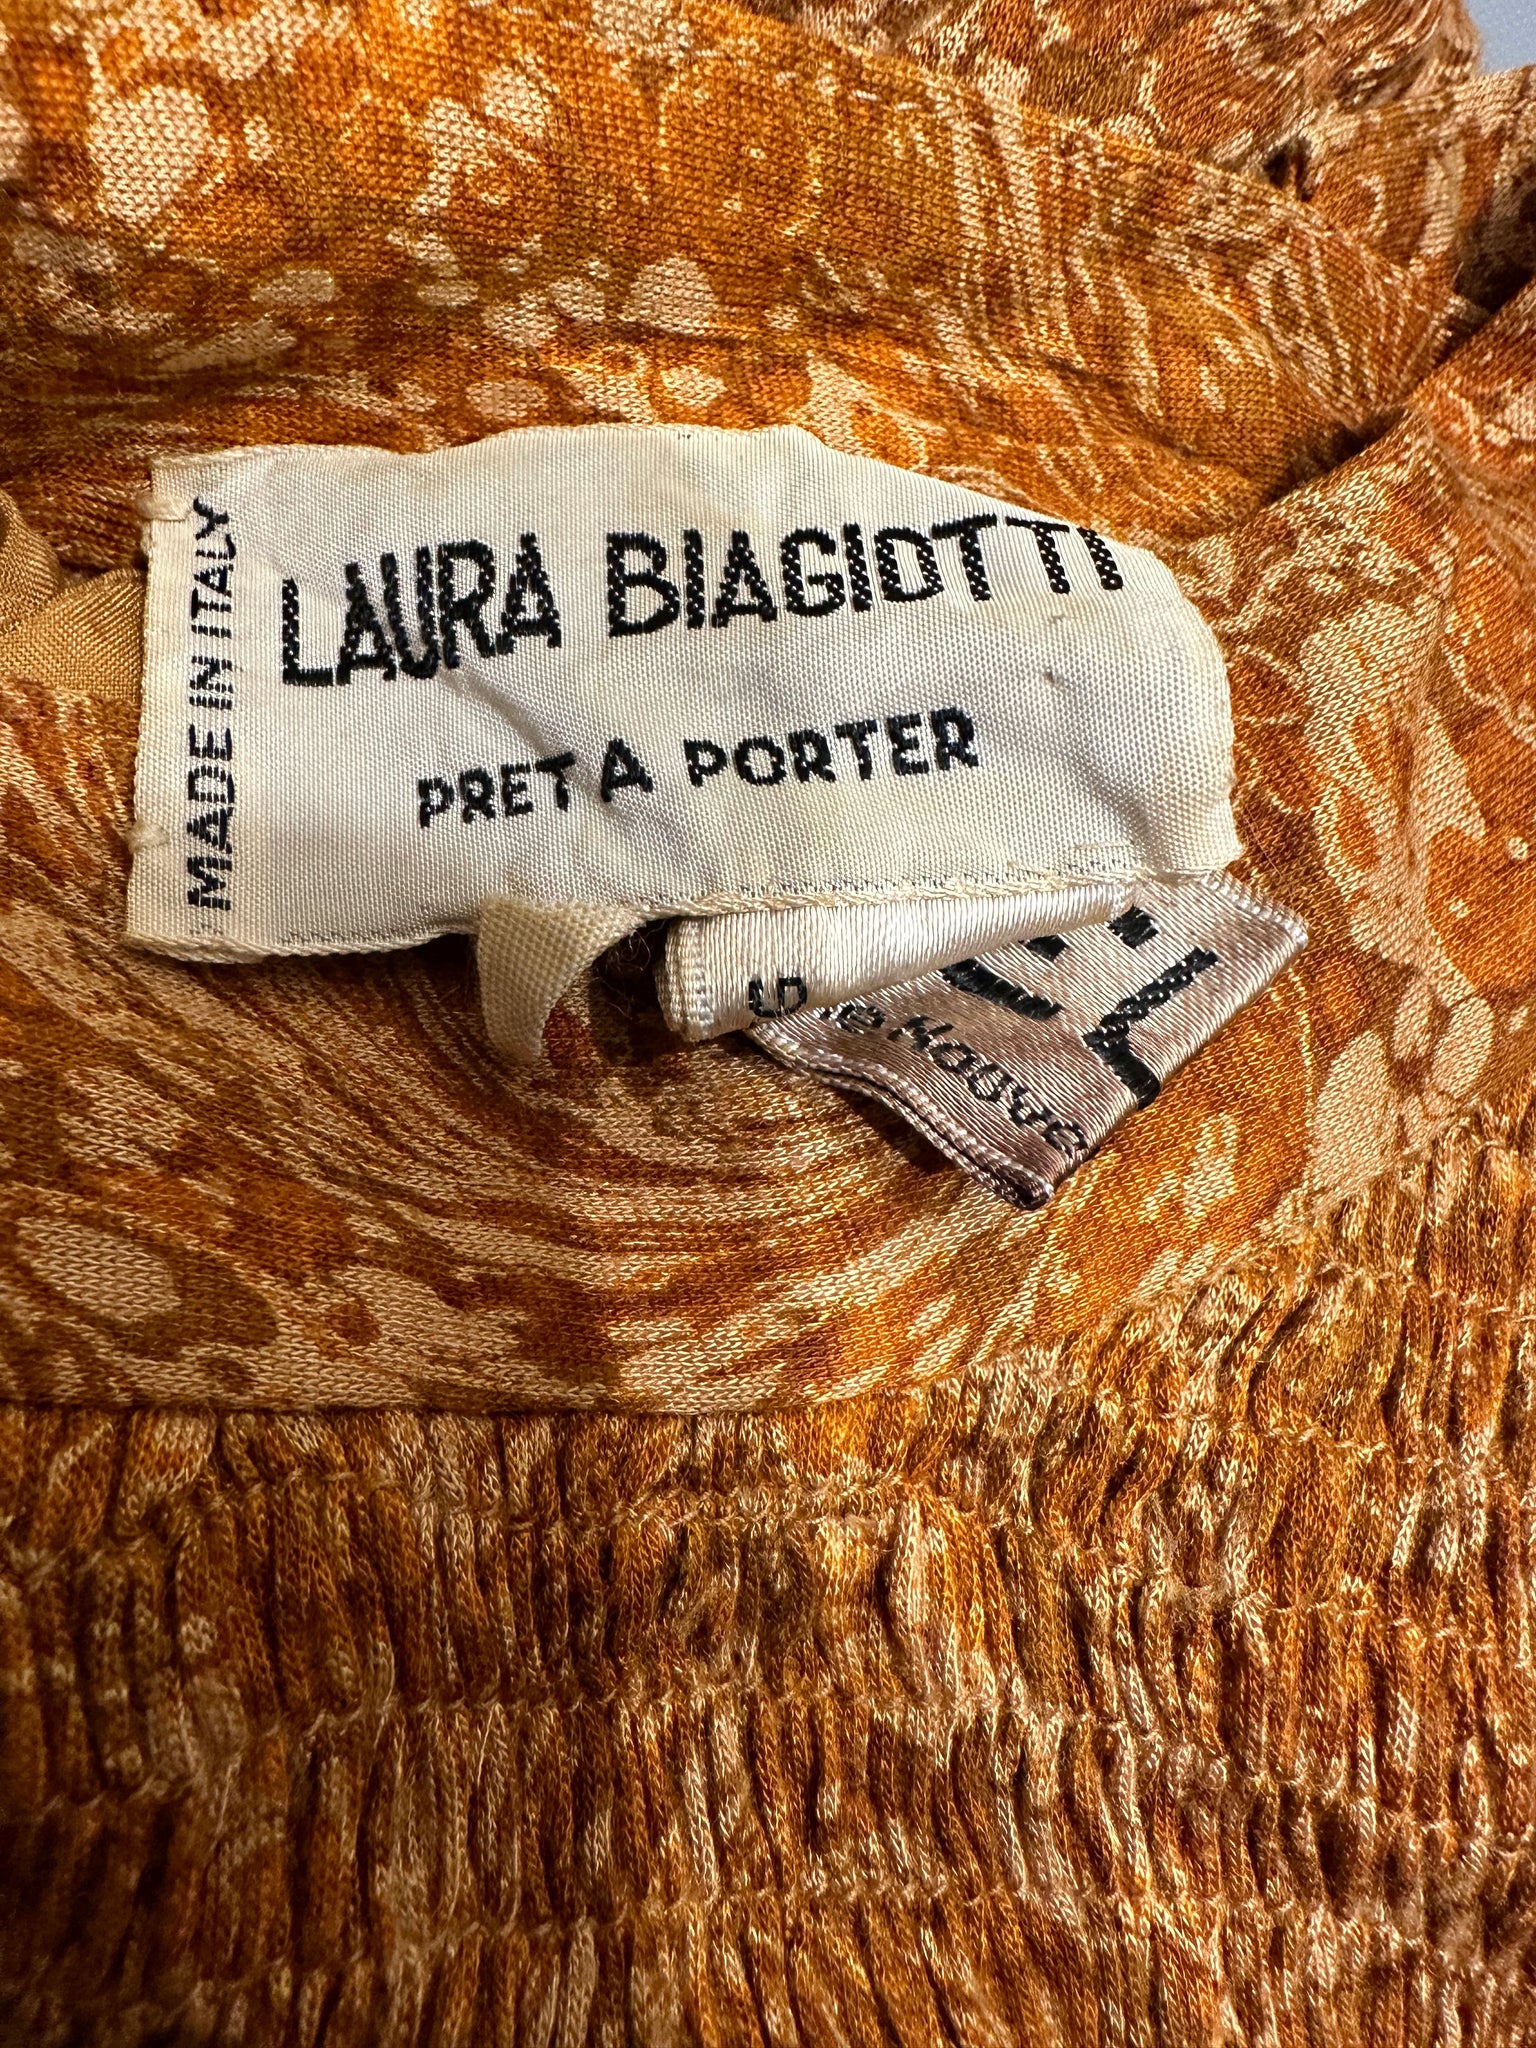 MADE IN ITALY
LAURA BIAGIOTTI
PRET A PORTER